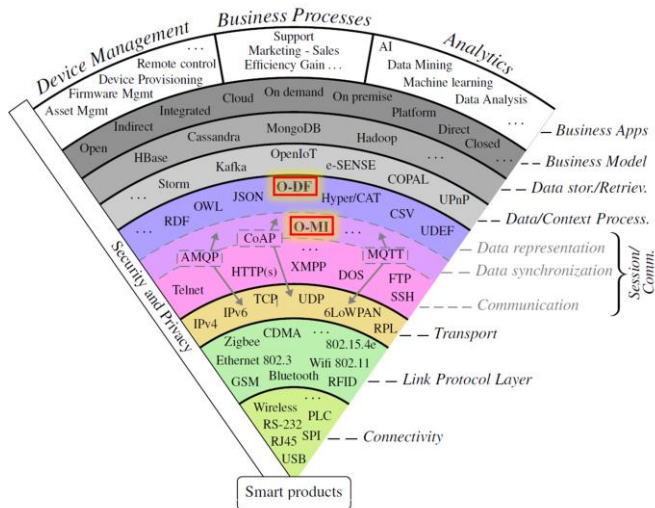 Device Management
Business Processes
Analytics
Remote control
Device Provisioning
Firmware Mgmt
Asset Mgmt
. . .
Support
Marketing - Sales
Efficiency Gain . . .
AI
Data Mining
Machine learning
Data Analysis
. . .
Business Apps
Open
Indirect
Integrated
Cloud
On demand
On premise
Platform
Direct
Closed . . .
Business Model
. . .
HBase
Cassandra
MongoDB
Hadoop
. . .
Data stor./Retriev.
. . .
Storm
Kafka
OpenIoT
e-SENSE
COPAL
UPnP
Data/Context Process.
. . .
RDF
OWL
JSON
O-DF
Hyper/CAT
CSV
UDEF
Data representation
AMQP
CoAP
O-MI
. . .
MQTT
Data synchronization
Telnet
HTTP(s)
. . .
XMPP
DOS
FTP
SSH
Communication
Session/
Comm.
IPv4
IPv6
TCP
UDP
6LoWPAN
RPL
Transport
Zigbee
CDMA
. . .
802.15.4e
Ethernet 802.3
Wifi 802.11
GSM
Bluetooth
RFID
Link Protocol Layer
Wireless
. . .
RS-232
PLC
RJ45
SPI
USB
Connectivity
Security and Privacy
Smart products